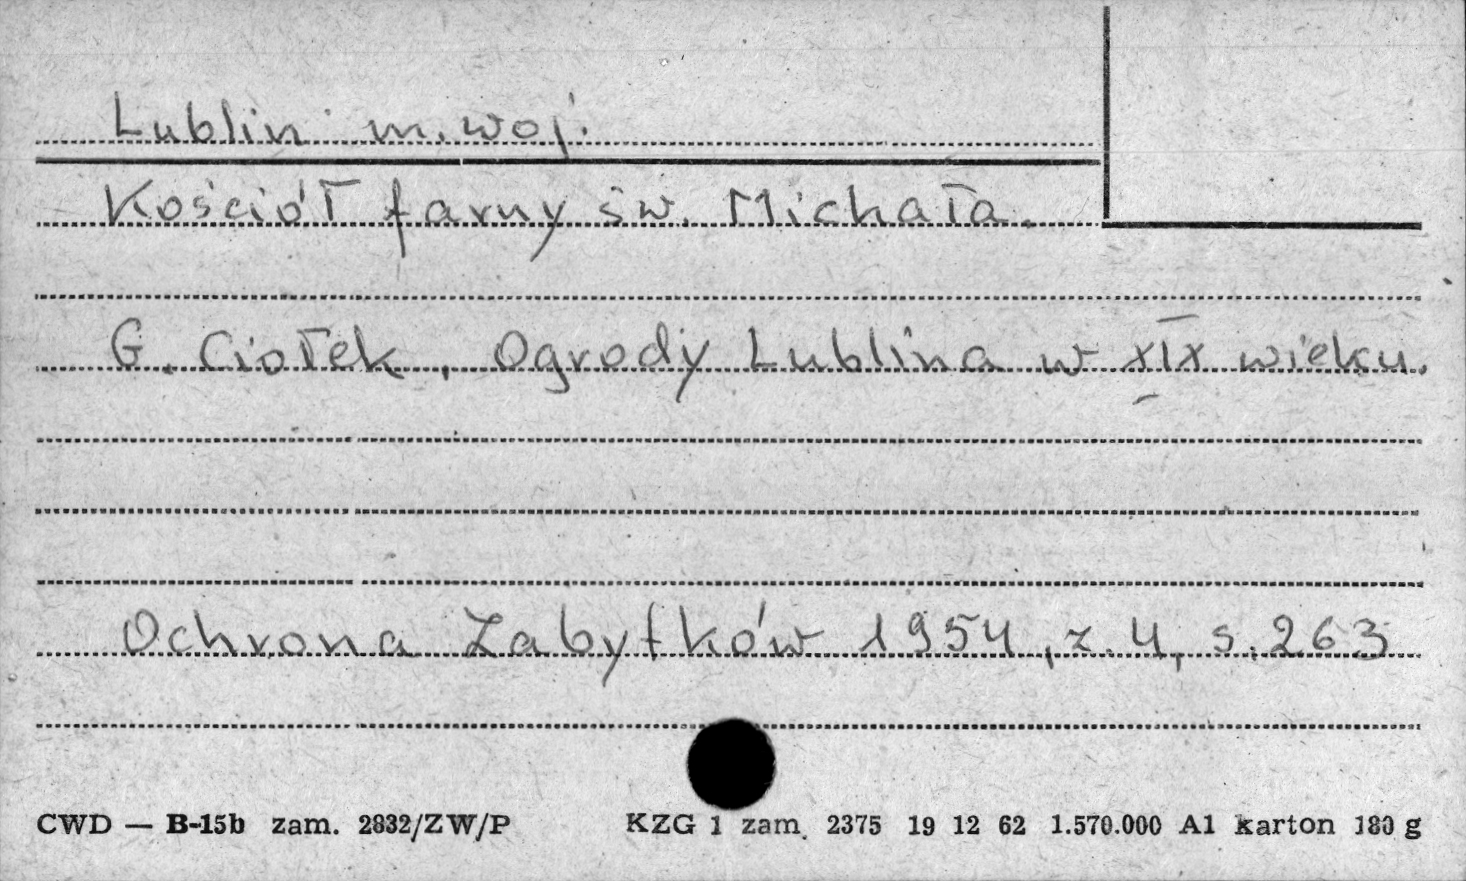 Lublin m. woj.
Kościół farny św. Michała.
G. Ciołek, Ogrody Lublina w XIX wieku.
Ochrona Zabytków 1954, z. 4, s. 263
CWD — B-15b zam. 2832/ZW/P KZG 1 zam. 2375 19 12 62 1.570.000 A1 karton 180 g